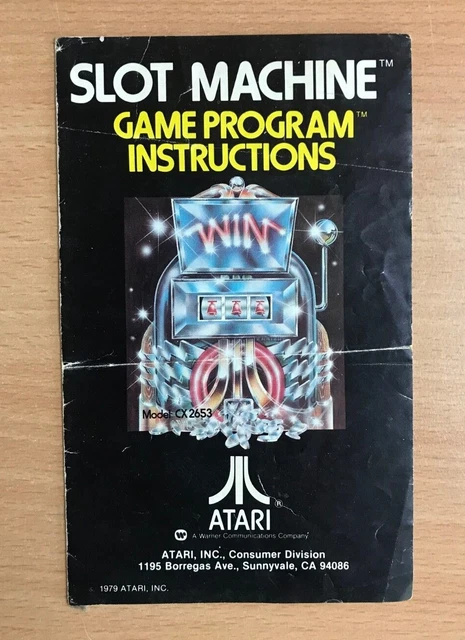 SLOT MACHINE™
GAME PROGRAM™
INSTRUCTIONS
WIN
Model CX2653
ATARI®
A Warner Communications Company
ATARI, INC., Consumer Division
1195 Borregas Ave., Sunnyvale, CA 94086
1979 ATARI, INC.